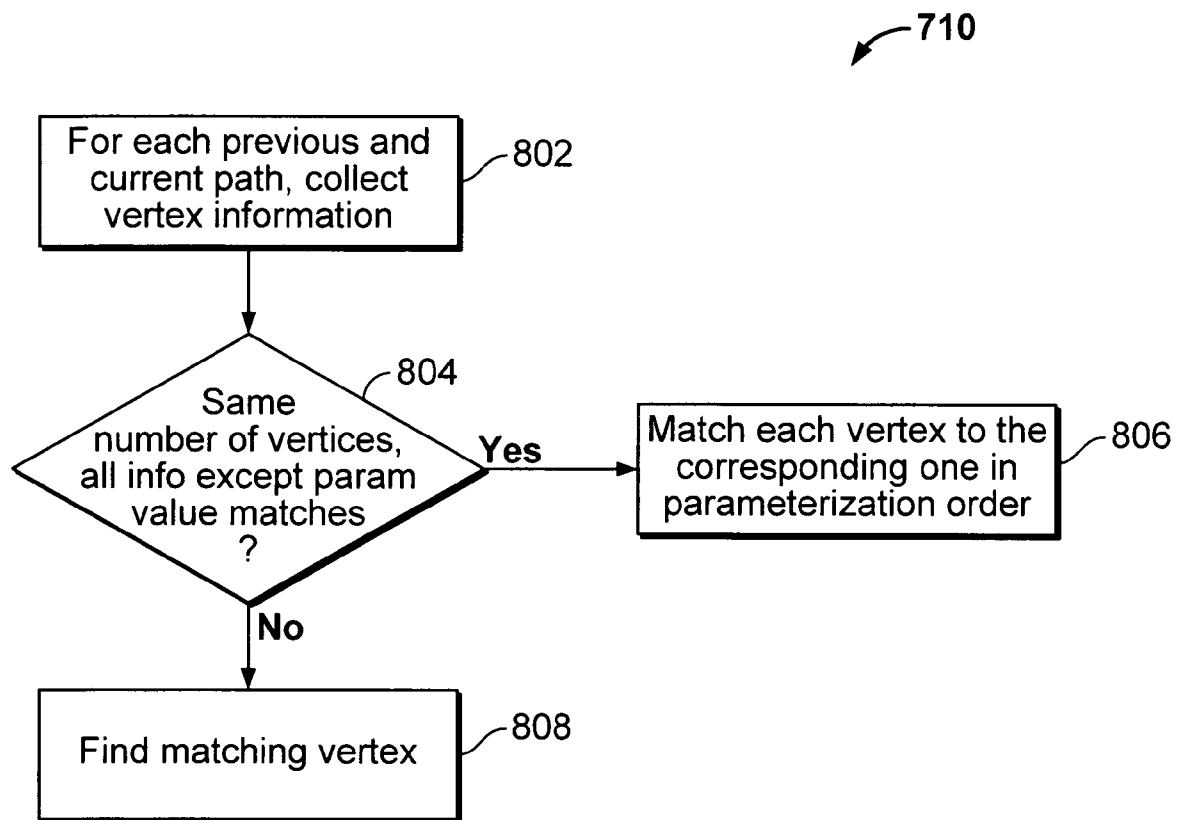 710
For each previous and
current path, collect
vertex information
802
804
Same
number of vertices,
all info except param
value matches
?
Yes
Match each vertex to the
corresponding one in
parameterization order
806
No
Find matching vertex
808